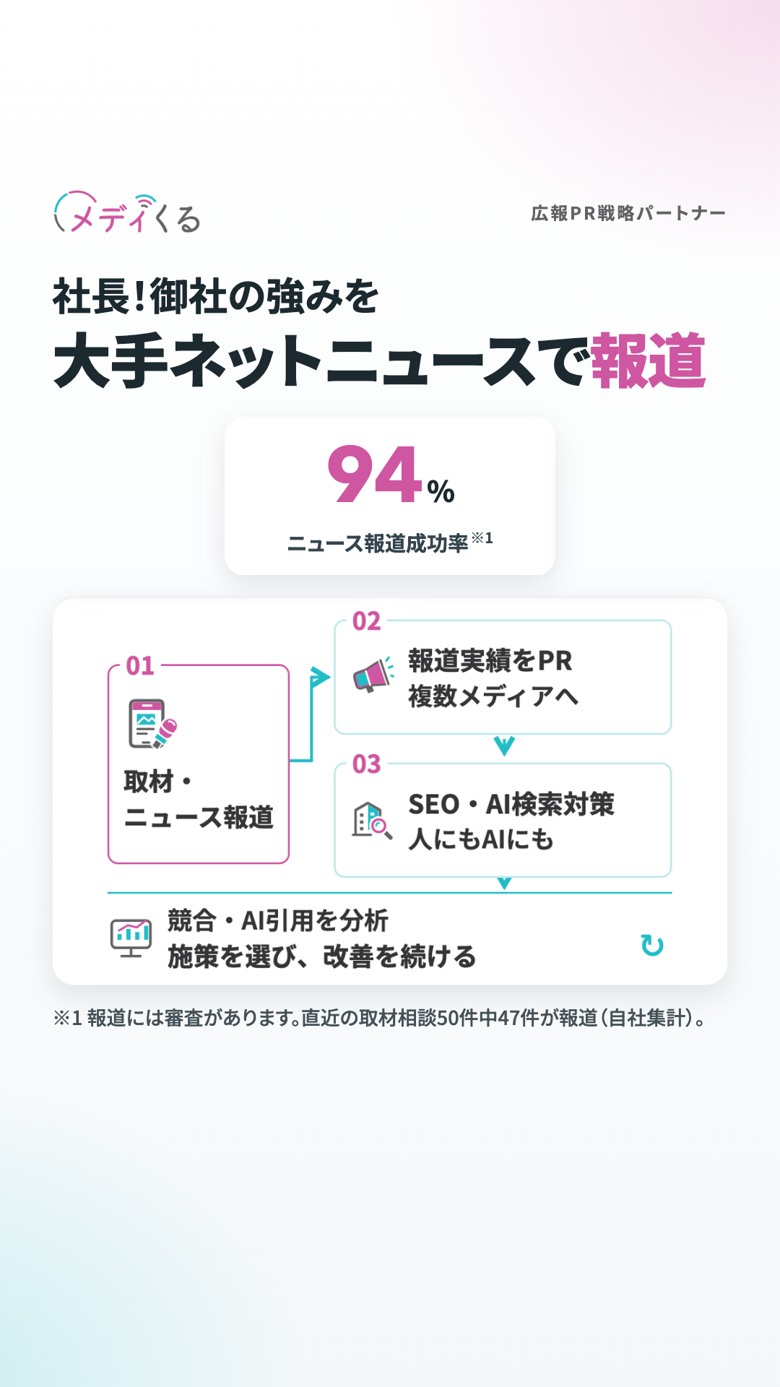 メディくる
広報PR戦略パートナー
社長！御社の強みを
大手ネットニュースで報道
94%
ニュース報道成功率※1
01
取材・
ニュース報道
02
報道実績をPR
複数メディアへ
03
SEO・AI検索対策
人にもAIにも
競合・AI引用を分析
施策を選び、改善を続ける
※1 報道には審査があります。直近の取材相談50件中47件が報道（自社集計）。